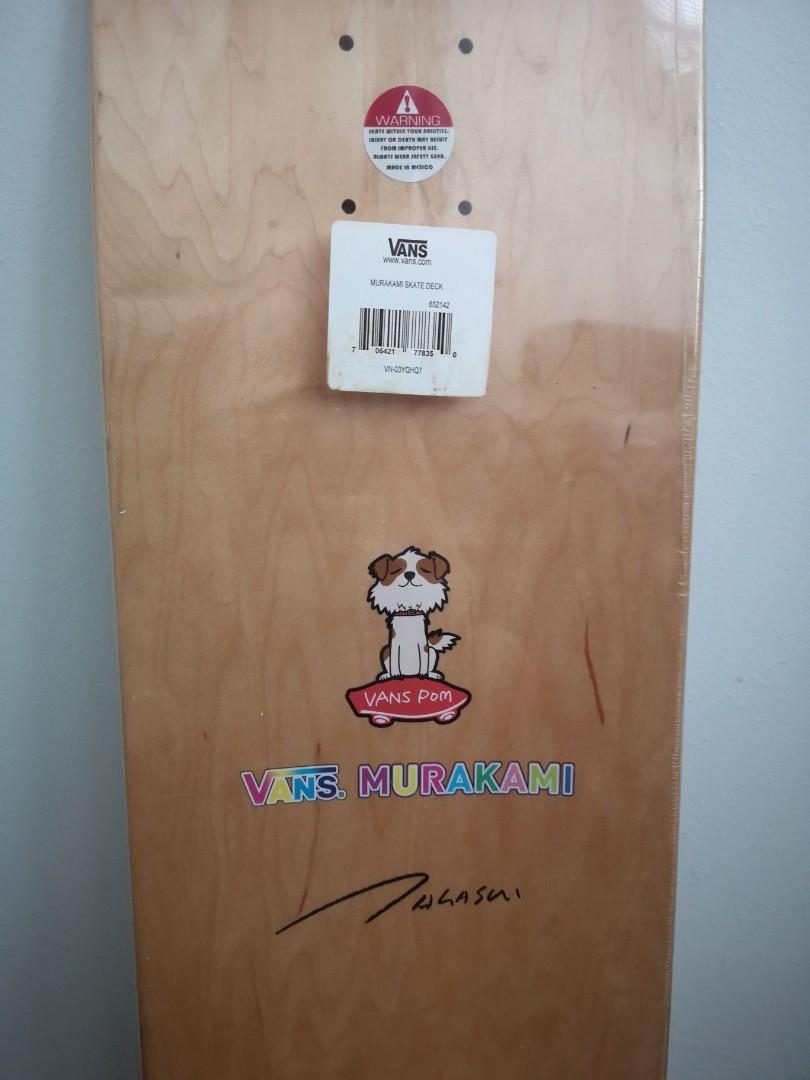 WARNING
SKATE WITHIN YOUR ABILITIES.
INJURY OR DEATH MAY RESULT
FROM IMPROPER USE.
ALWAYS WEAR SAFETY GEAR.
MADE IN MEXICO
VANS
www.vans.com
MURAKAMI SKATE DECK
652142
7 06421 77835 0
VN-03YQHQ7
VANS POM
VANS® MURAKAMI
TAKASHI